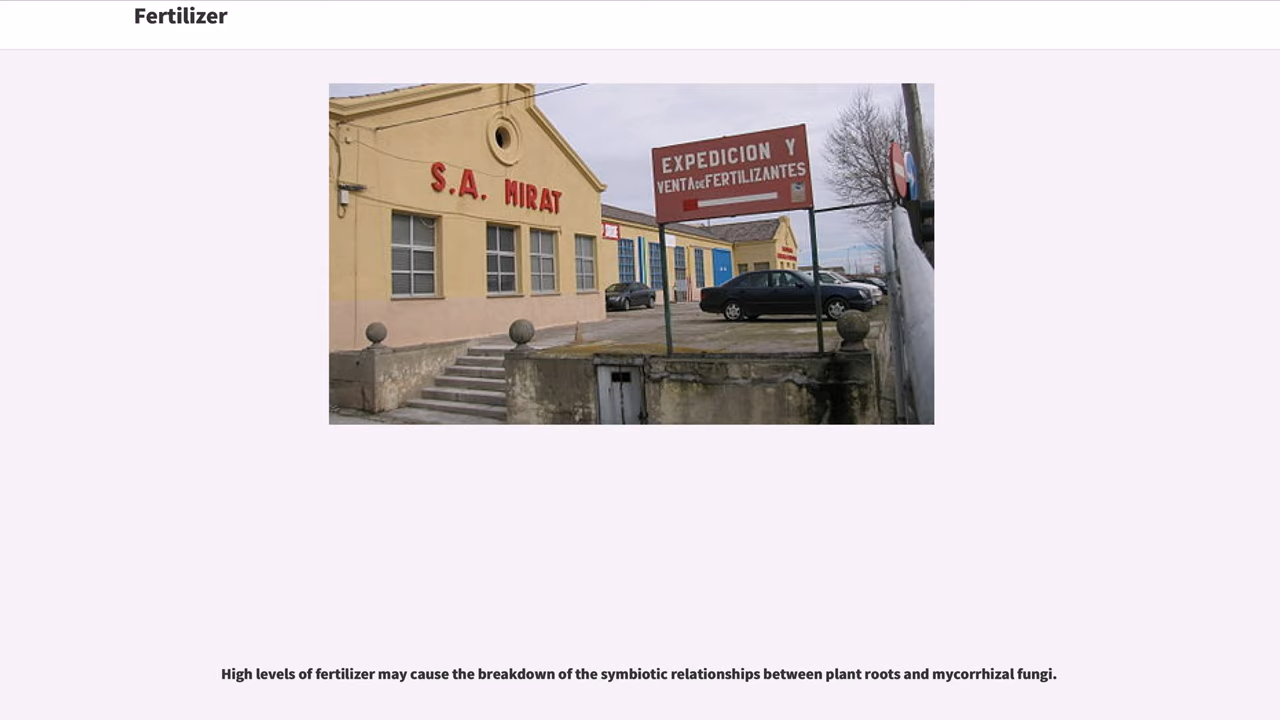 Fertilizer
S.A. MIRAT
EXPEDICION Y
VENTA DE FERTILIZANTES
High levels of fertilizer may cause the breakdown of the symbiotic relationships between plant roots and mycorrhizal fungi.